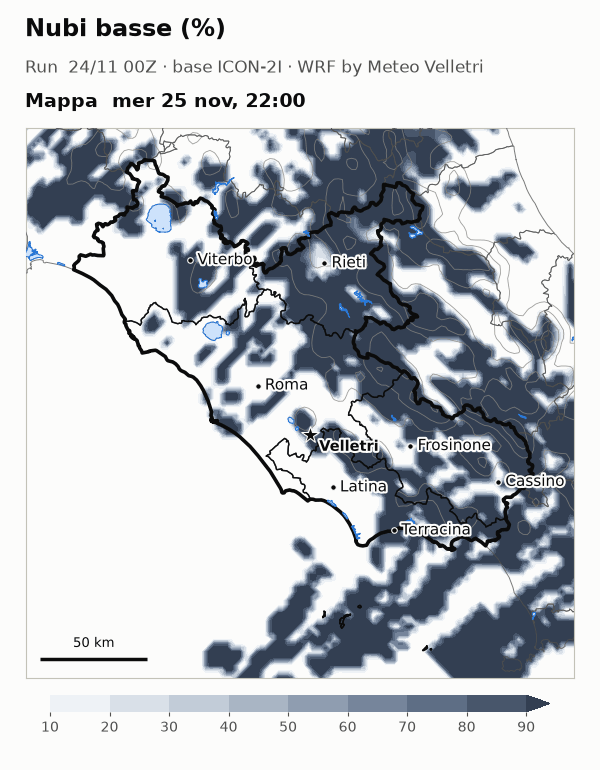 Nubi basse (%)
Run 24/11 00Z · base ICON-2I · WRF by Meteo Velletri
Mappa mer 25 nov, 22:00
Viterbo
Rieti
Roma
Velletri
Frosinone
Cassino
Latina
Terracina
50 km
10 20 30 40 50 60 70 80 90